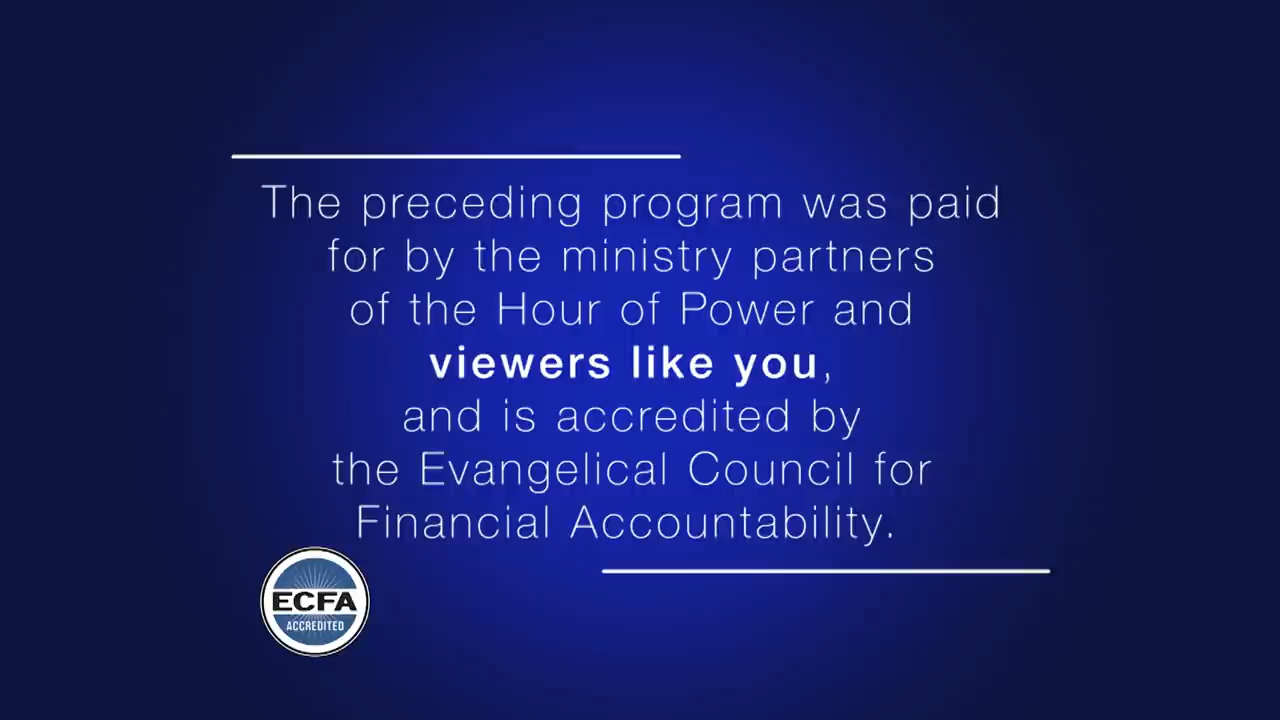 The preceding program was paid
for by the ministry partners
of the Hour of Power and
viewers like you,
and is accredited by
the Evangelical Council for
Financial Accountability.
ECFA
ACCREDITED